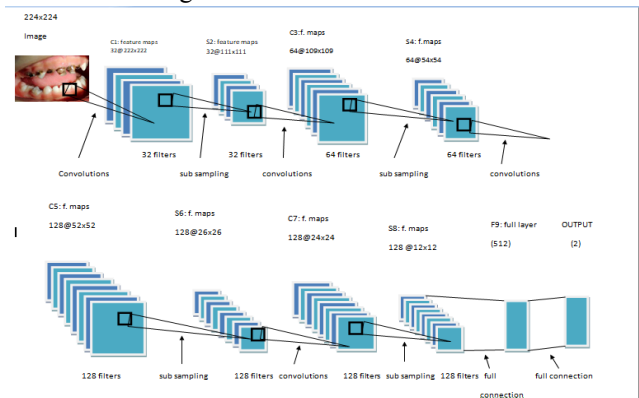 224x224
Image
C1: feature maps
32@222x222
S2: feature maps
32@111x111
C3:f. maps
64@109x109
S4: f.maps
64@54x54
32 filters
32 filters
64 filters
64 filters
Convolutions
sub sampling
convolutions
sub sampling
convolutions
C5: f. maps
128@52x52
S6: f. maps
128@26x26
C7: f. maps
128@24x24
S8: f. maps
128 @12x12
F9: full layer
(512)
OUTPUT
(2)
128 filters
sub sampling
128 filters
convolutions
128 filters
sub sampling
128 filters
full
connection
full connection